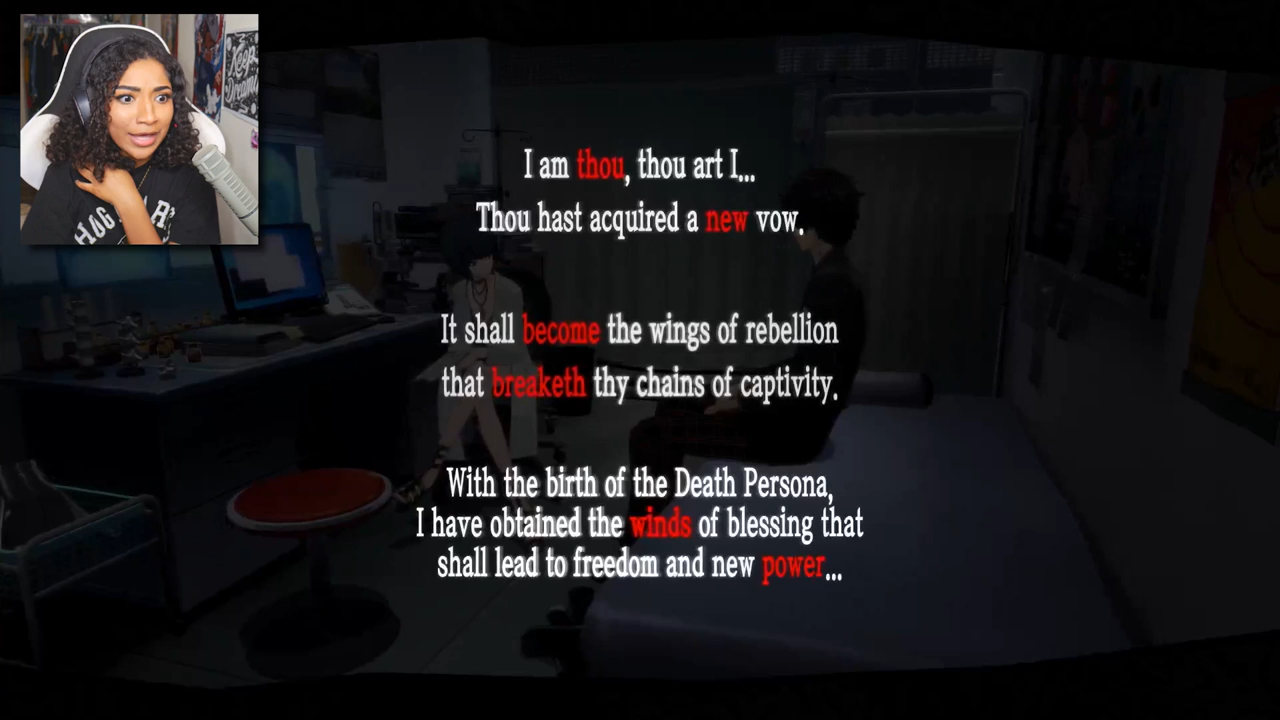 Keep
Dreamin
I am thou, thou art I...
Thou hast acquired a new vow.
It shall become the wings of rebellion
that breaketh thy chains of captivity.
With the birth of the Death Persona,
I have obtained the winds of blessing that
shall lead to freedom and new power...